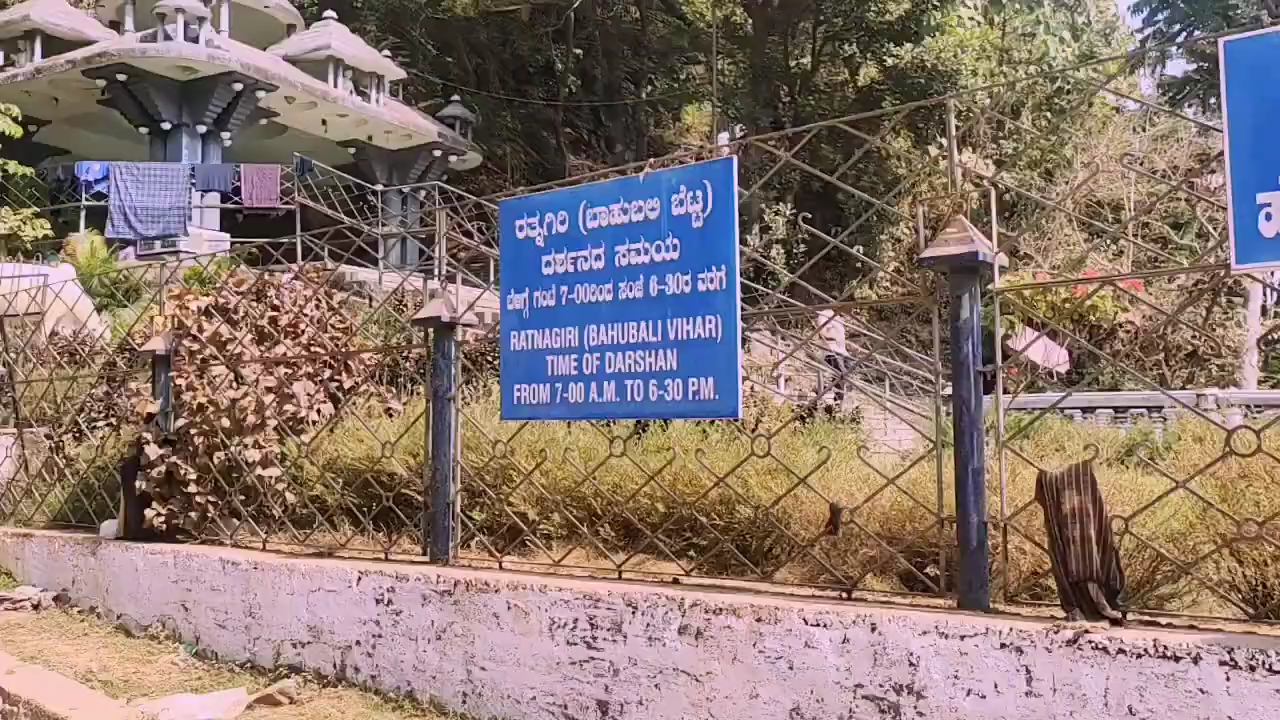 ರತ್ನಗಿರಿ (ಬಾಹುಬಲಿ ಬೆಟ್ಟ)
ದರ್ಶನದ ಸಮಯ
ಬೆಳಗ್ಗೆ ಗಂಟೆ 7-00ರಿಂದ ಸಂಜೆ 6-30ರ ವರೆಗೆ
RATNAGIRI (BAHUBALI VIHAR)
TIME OF DARSHAN
FROM 7-00 A.M. TO 6-30 P.M.